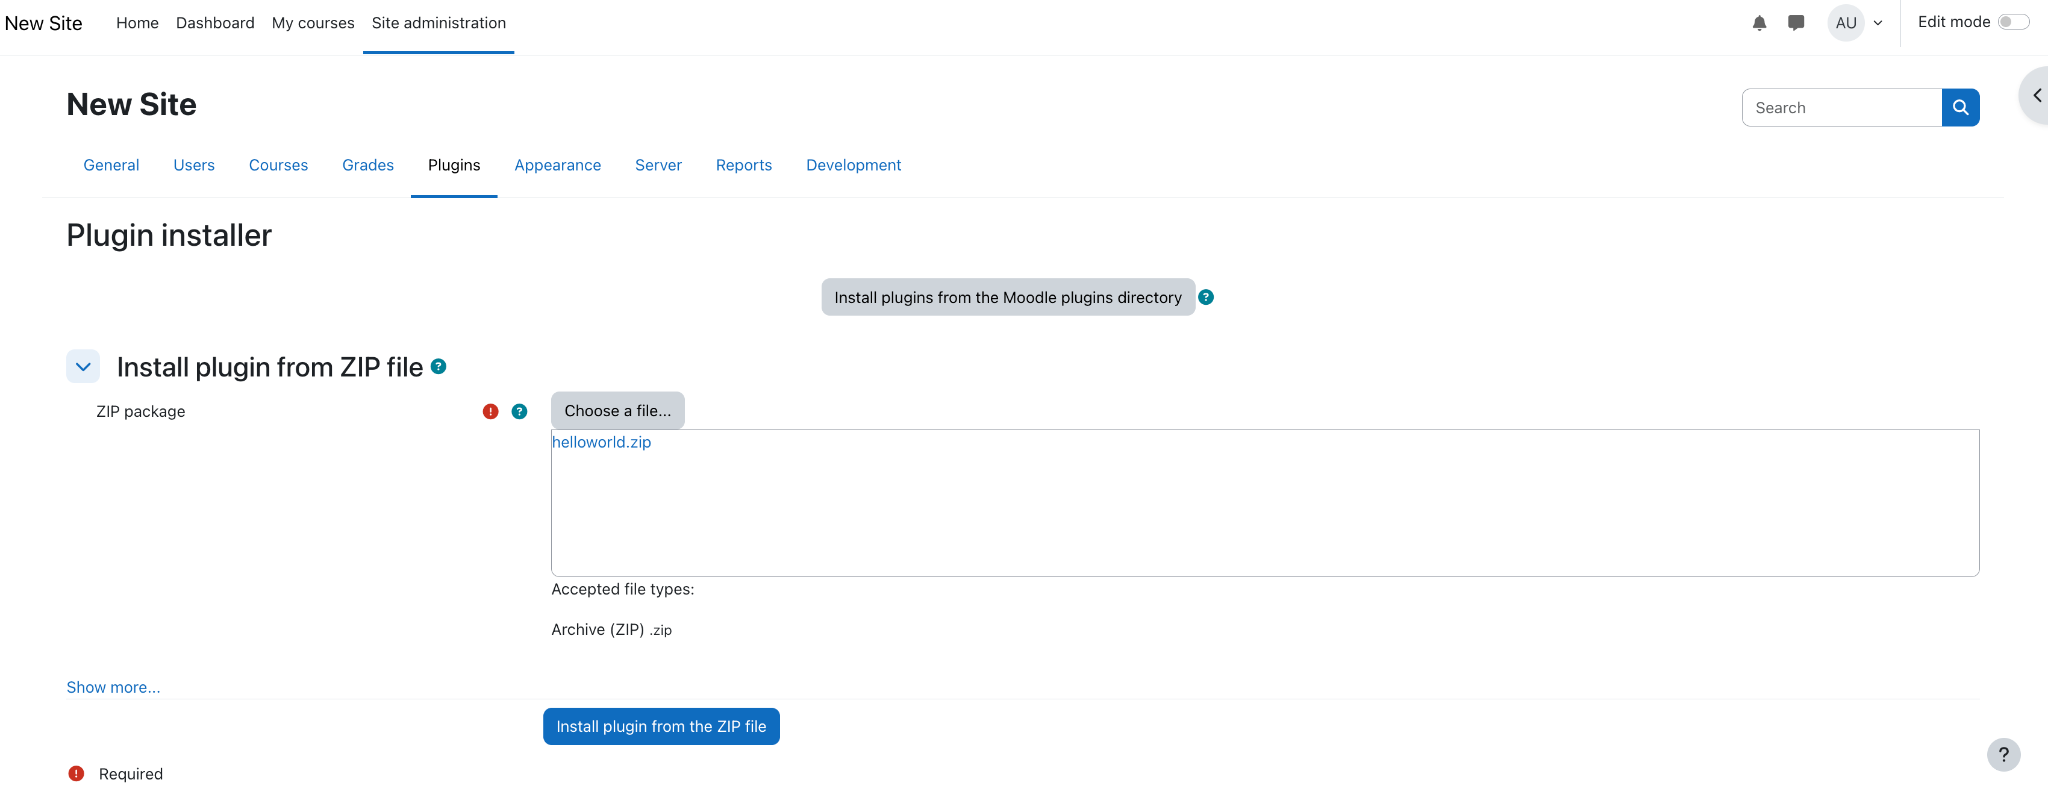 New Site Home Dashboard My courses Site administration AU Edit mode
New Site
Search
General Users Courses Grades Plugins Appearance Server Reports Development
Plugin installer
Install plugins from the Moodle plugins directory ?
Install plugin from ZIP file ?
ZIP package ! ? Choose a file...
helloworld.zip
Accepted file types:
Archive (ZIP) .zip
Show more...
Install plugin from the ZIP file
?
! Required